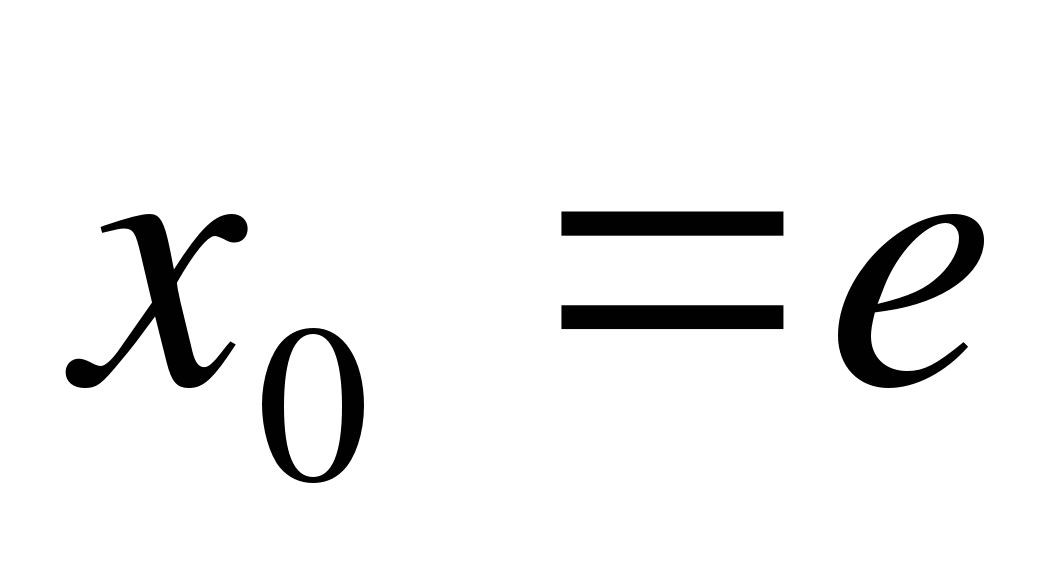 x₀ = e